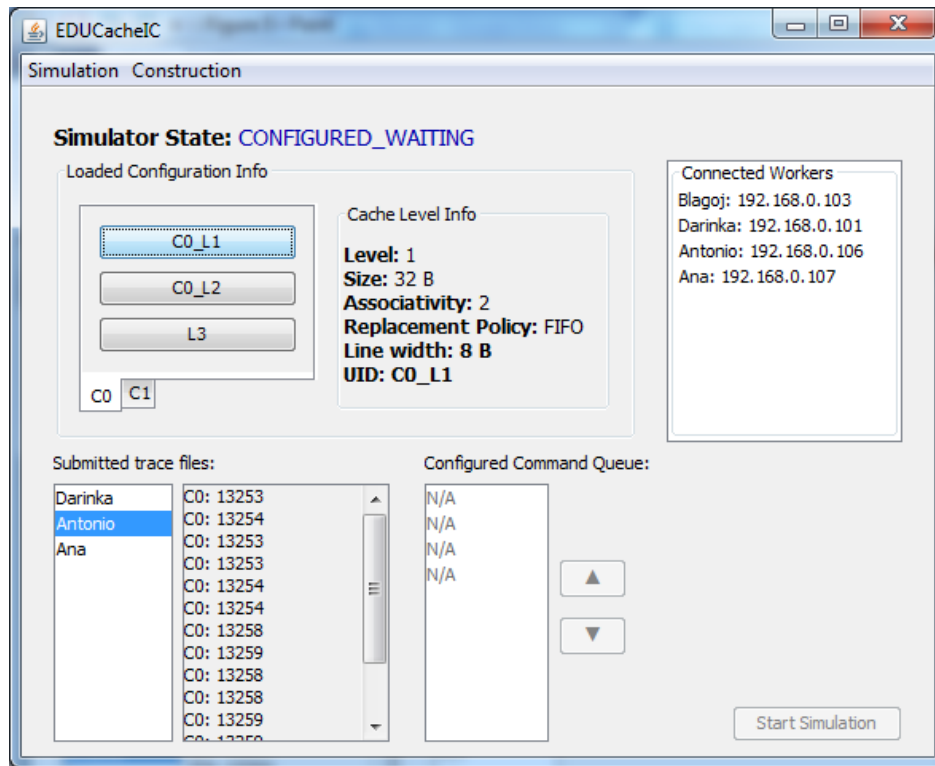 EDUCacheIC
Simulation Construction
Simulator State: CONFIGURED_WAITING
Loaded Configuration Info
C0_L1
C0_L2
L3
C0 C1
Cache Level Info
Level: 1
Size: 32 B
Associativity: 2
Replacement Policy: FIFO
Line width: 8 B
UID: C0_L1
Connected Workers
Blagoj: 192.168.0.103
Darinka: 192.168.0.101
Antonio: 192.168.0.106
Ana: 192.168.0.107
Submitted trace files:
Darinka
Antonio
Ana
C0: 13253
C0: 13254
C0: 13253
C0: 13253
C0: 13254
C0: 13254
C0: 13258
C0: 13259
C0: 13258
C0: 13258
C0: 13259
Configured Command Queue:
N/A
N/A
N/A
N/A
Start Simulation